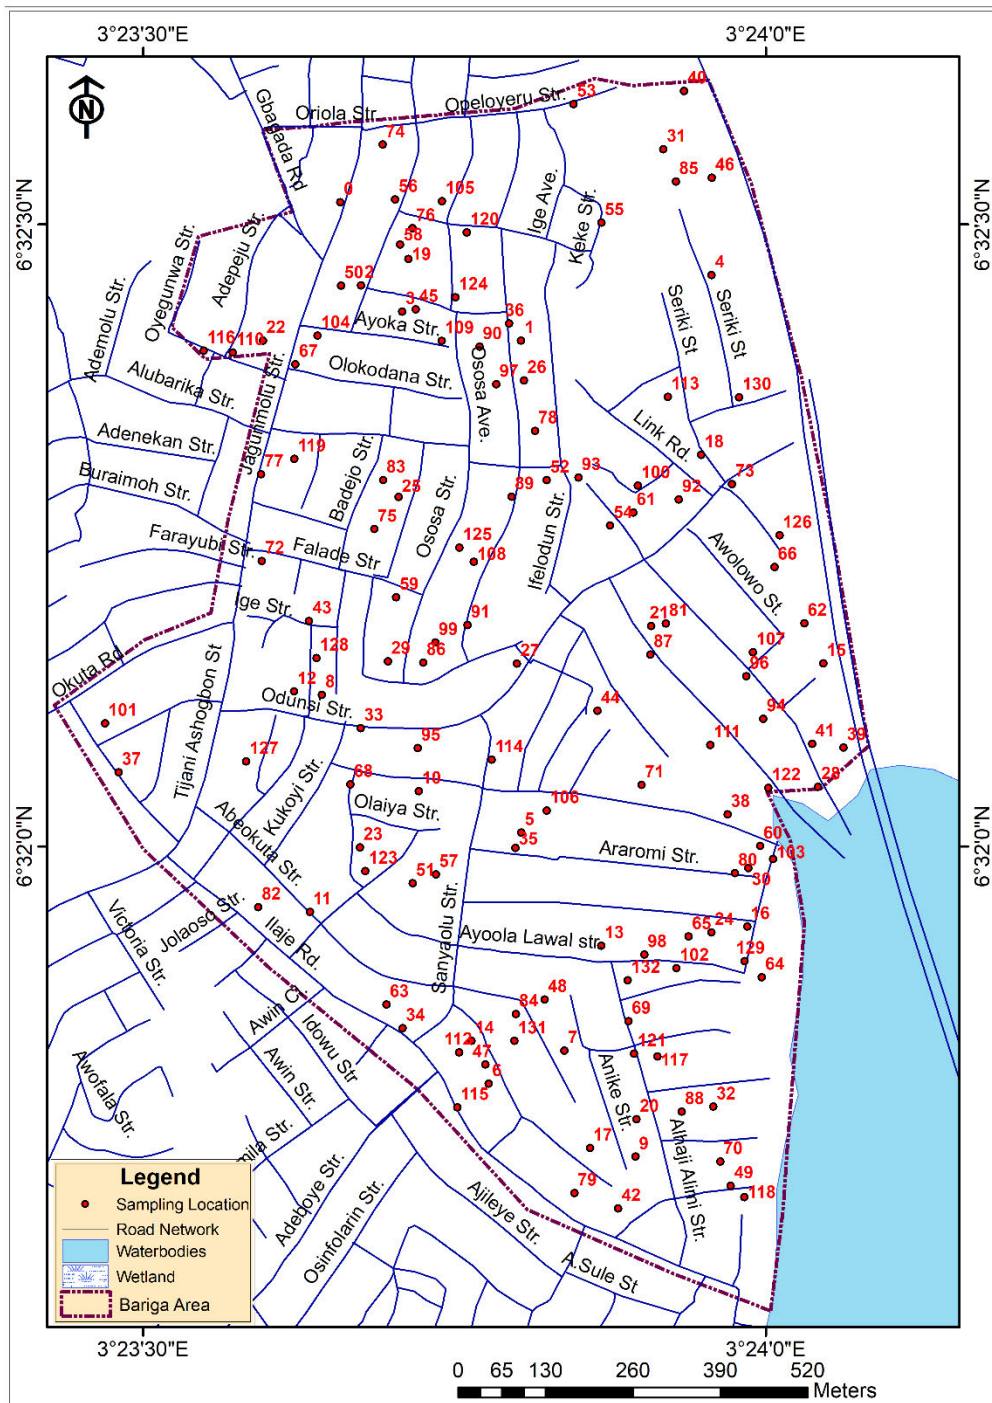 3°23'30"E
3°24'0"E
40
53
Opeloyeru Str.
Oriola Str.
Gbagada Rd
74
31
85
46
0
56
105
76
58
19
120
Ige Ave.
Keke Str.
55
6°32'30"N
6°32'30"N
Oyegunwa Str.
Adepeju Str.
Ademolu Str.
50
2
124
3
45
36
1
4
Seriki St
Seriki St
116
110
22
104
Ayoka Str.
109
90
67
Olokodana Str.
Ososa Ave.
97
26
Alubarika Str.
Jagunmolu Str.
113
130
78
Link Rd.
18
Adenekan Str.
119
77
Badejo Str.
83
25
52
93
100
73
Buraimoh Str.
89
61
92
54
75
Ososa Str.
Farayubi Str.
72
Falade Str
125
108
Ifelodun Str.
126
66
Awolowo St.
59
Ige Str.
43
91
21
81
62
99
128
29
86
27
87
107
15
96
Okuta Rd
12
8
Odunsi Str.
44
94
101
33
Tijani Ashogbon St
95
111
41
39
127
114
37
Kukoyi Str.
68
10
71
122
28
Olaiya Str.
106
38
Abeokuta Str.
5
35
Araromi Str.
60
6°32'0"N
6°32'0"N
23
123
51
57
80
30
103
82
11
Jolaoso Str.
Victoria Str.
Ilaje Rd.
Sanyaolu Str.
Ayoola Lawal str.
13
65
24
16
98
102
129
132
64
Awin Cl
Idowu Str
63
34
48
84
69
14
131
7
112
47
121
117
Awofala Str.
Awin Str.
6
115
Anike Str.
20
88
32
17
9
Alhaji Alimi Str.
70
mila Str.
79
49
118
42
Adeboye Str.
Osinfolarin Str.
Ajileye Str.
A.Sule St
Legend
Sampling Location
Road Network
Waterbodies
Wetland
Bariga Area
3°23'30"E
3°24'0"E
0 65 130 260 390 520
Meters
N